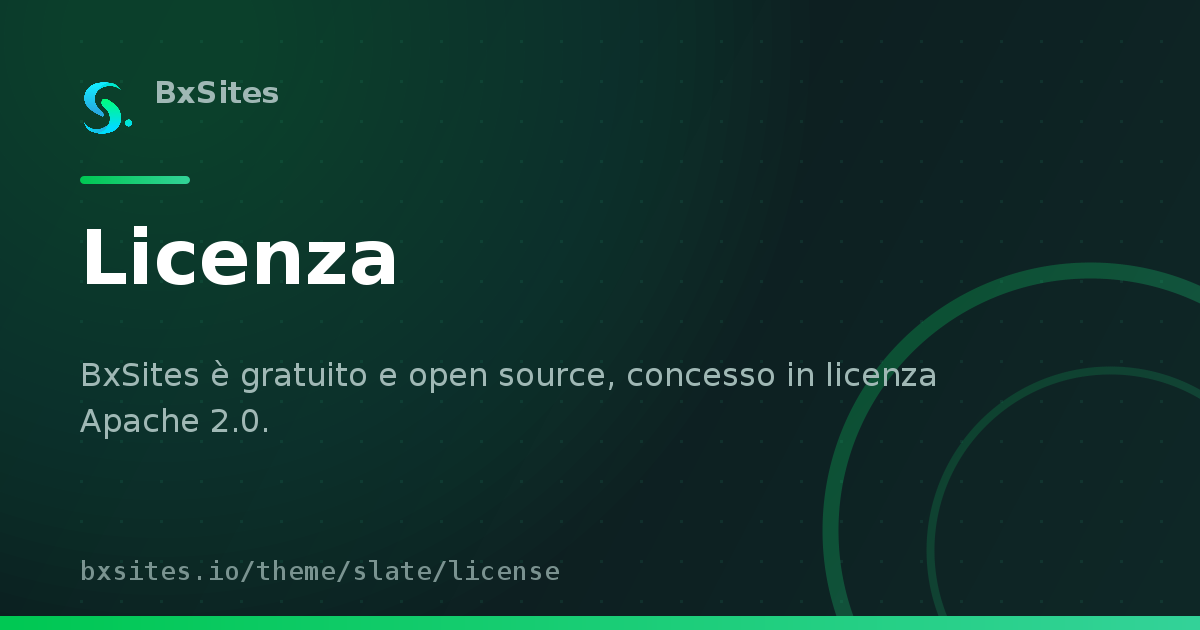 BxSites
Licenza
BxSites è gratuito e open source, concesso in licenza
Apache 2.0.
bxsites.io/theme/slate/license